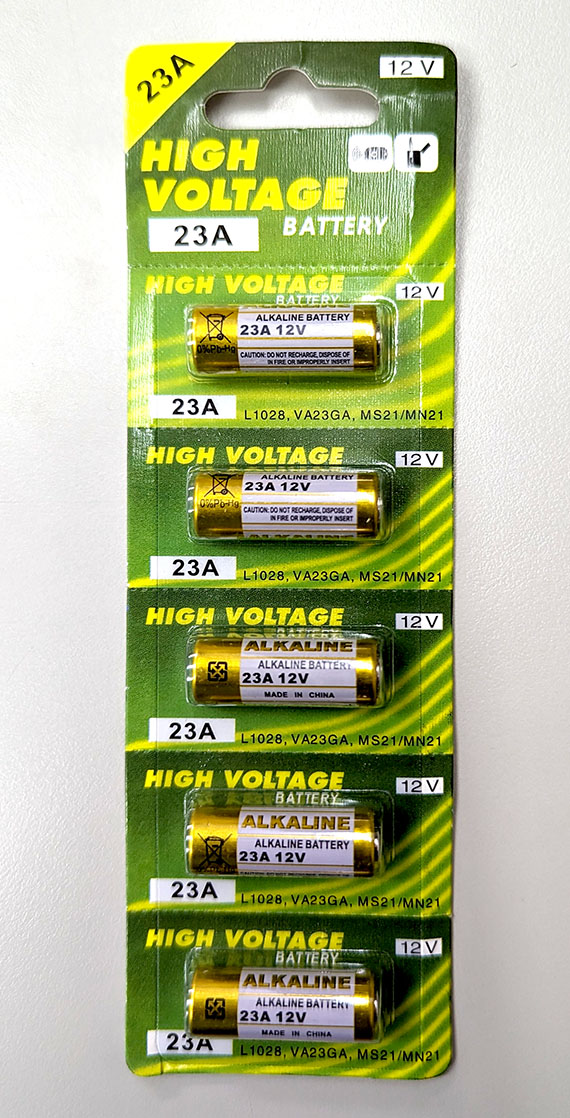 23A
12 V
HIGH
VOLTAGE
BATTERY
23A
HIGH VOLTAGE
BATTERY
12 V
ALKALINE BATTERY
23A 12V
0%Pb-Hg
CAUTION: DO NOT RECHARGE, DISPOSE OF
IN FIRE OR IMPROPERLY INSERT
23A
L1028, VA23GA, MS21/MN21
HIGH VOLTAGE
12 V
ALKALINE BATTERY
23A 12V
0%Pb-Hg
CAUTION: DO NOT RECHARGE, DISPOSE OF
IN FIRE OR IMPROPERLY INSERT
ALKALINE
23A
L1028, VA23GA, MS21/MN21
HIGH VOLTAGE
12 V
ALKALINE
ALKALINE BATTERY
23A 12V
MADE IN CHINA
23A
L1028, VA23GA, MS21/MN21
HIGH VOLTAGE
BATTERY
12 V
ALKALINE
ALKALINE BATTERY
23A 12V
23A
L1028, VA23GA, MS21/MN21
HIGH VOLTAGE
BATTERY
12 V
ALKALINE
ALKALINE BATTERY
23A 12V
MADE IN CHINA
23A
L1028, VA23GA, MS21/MN21